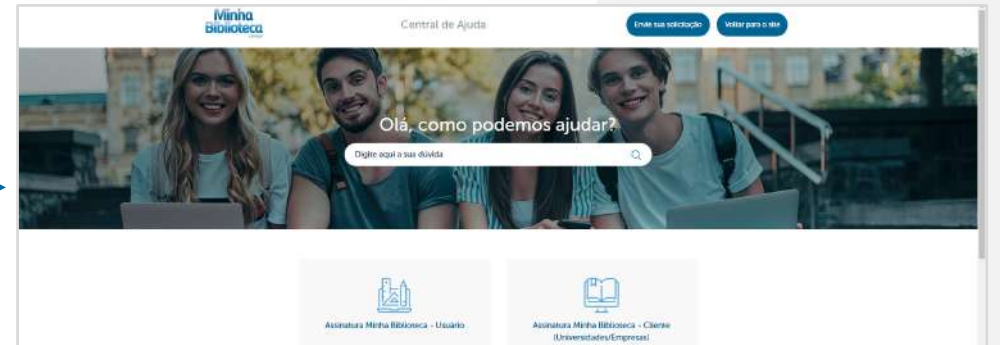 Minha
Biblioteca
Central de Ajuda
Envie sua solicitação
Voltar para o site
Olá, como podemos ajudar?
Digite aqui a sua dúvida
Assinatura Minha Biblioteca - Usuário
Assinatura Minha Biblioteca - Cliente
(Universidades/Empresas)